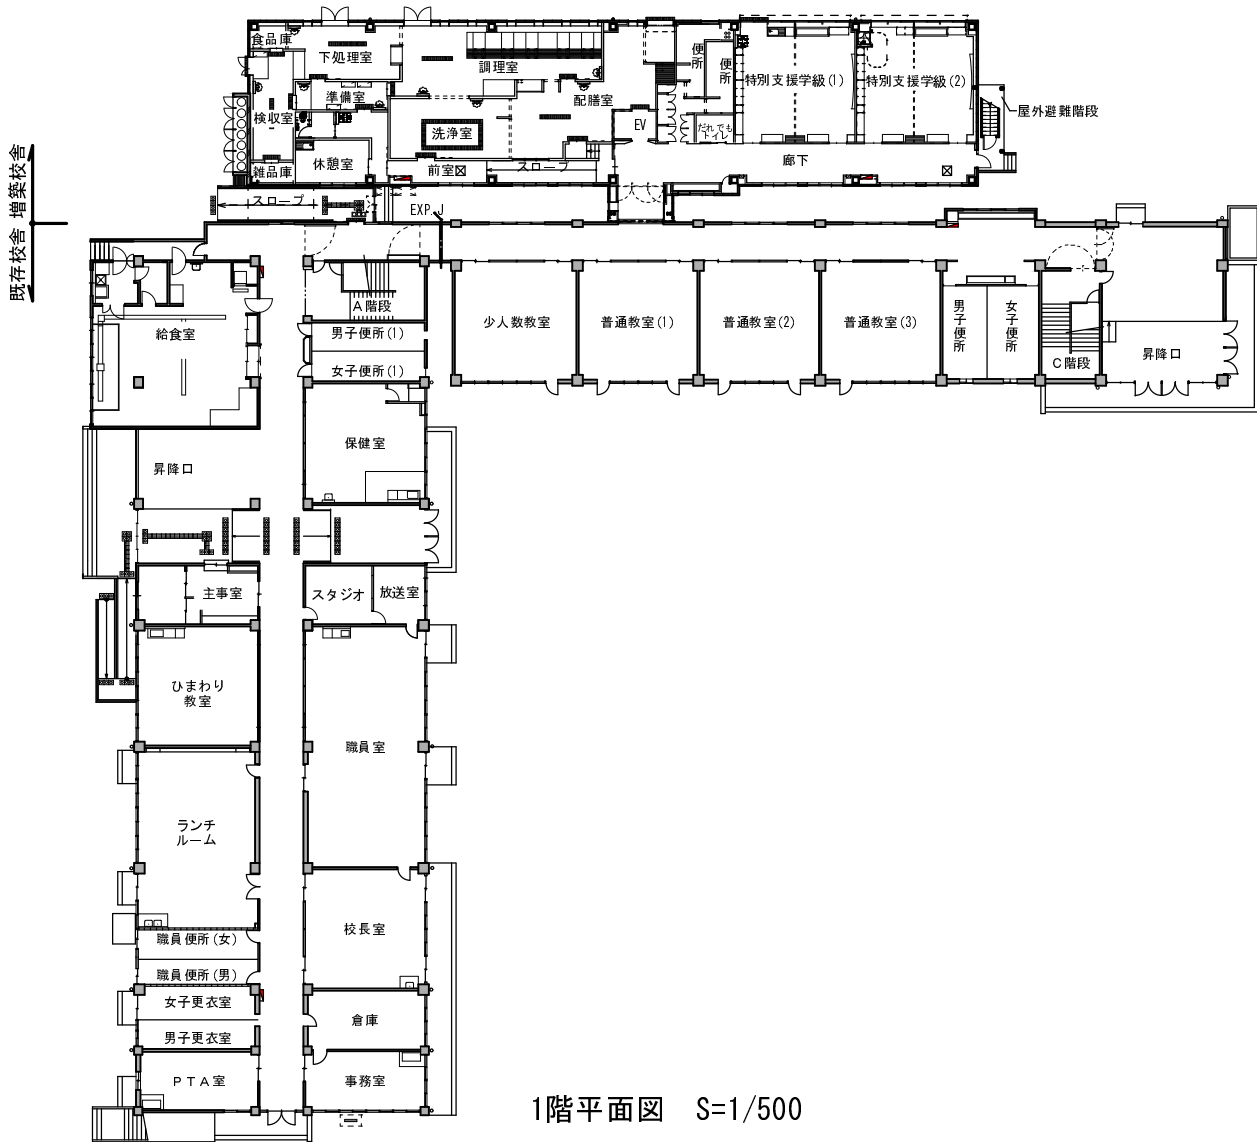 食品庫
下処理室
調理室
便所
便所
特別支援学級(1)
特別支援学級(2)
準備室
配膳室
屋外避難階段
検収室
洗浄室
EV
だれでも
トイレ
休憩室
廊下
雑品庫
前室
スロープ
増築校舎
既存校舎
スロープ
EXP.J
A階段
給食室
男子便所(1)
女子便所(1)
少人数教室
普通教室(1)
普通教室(2)
普通教室(3)
男子便所
女子便所
C階段
昇降口
保健室
昇降口
主事室
スタジオ
放送室
ひまわり
教室
職員室
ランチ
ルーム
校長室
職員便所(女)
職員便所(男)
女子更衣室
倉庫
男子更衣室
PTA室
事務室
1階平面図 S=1/500